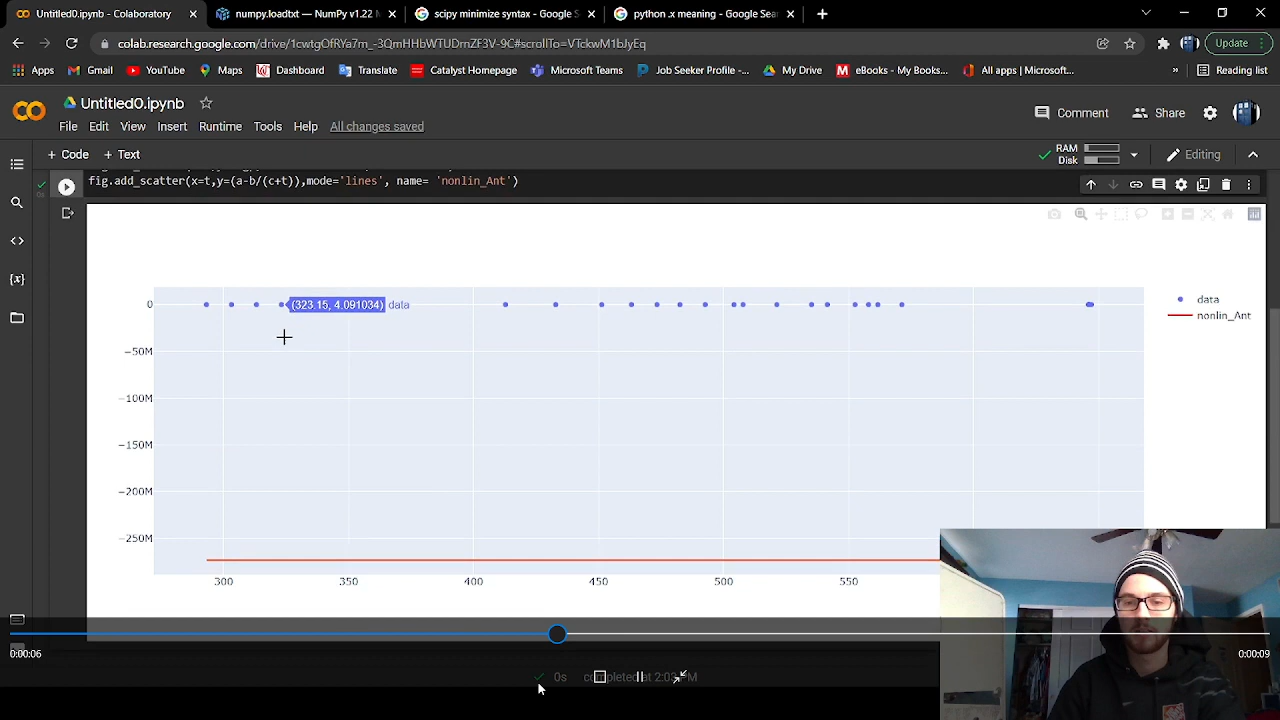 Untitled0.ipynb - Colaboratory
numpy.loadtxt — NumPy v1.22 M
scipy minimize syntax - Google S
python .x meaning - Google Sear
colab.research.google.com/drive/1cwtgOfRYa7m_-3QmHHbWTUDrnZF3V-9C#scrollTo=VTckwM1bJyEq
Update
Apps
Gmail
YouTube
Maps
Dashboard
Translate
Catalyst Homepage
Microsoft Teams
Job Seeker Profile -...
My Drive
eBooks - My Books...
All apps | Microsoft...
»
Reading list
Untitled0.ipynb
Comment
Share
File Edit View Insert Runtime Tools Help All changes saved
+ Code + Text
RAM
Disk
Editing
fig.add_scatter(x=t,y=(a-b/(c+t)),mode='lines', name= 'nonlin_Ant')
0
(323.15, 4.091034) data
data
nonlin_Ant
−50M
−100M
−150M
−200M
−250M
300 350 400 450 500 550
0:00:06
0:00:09
0s